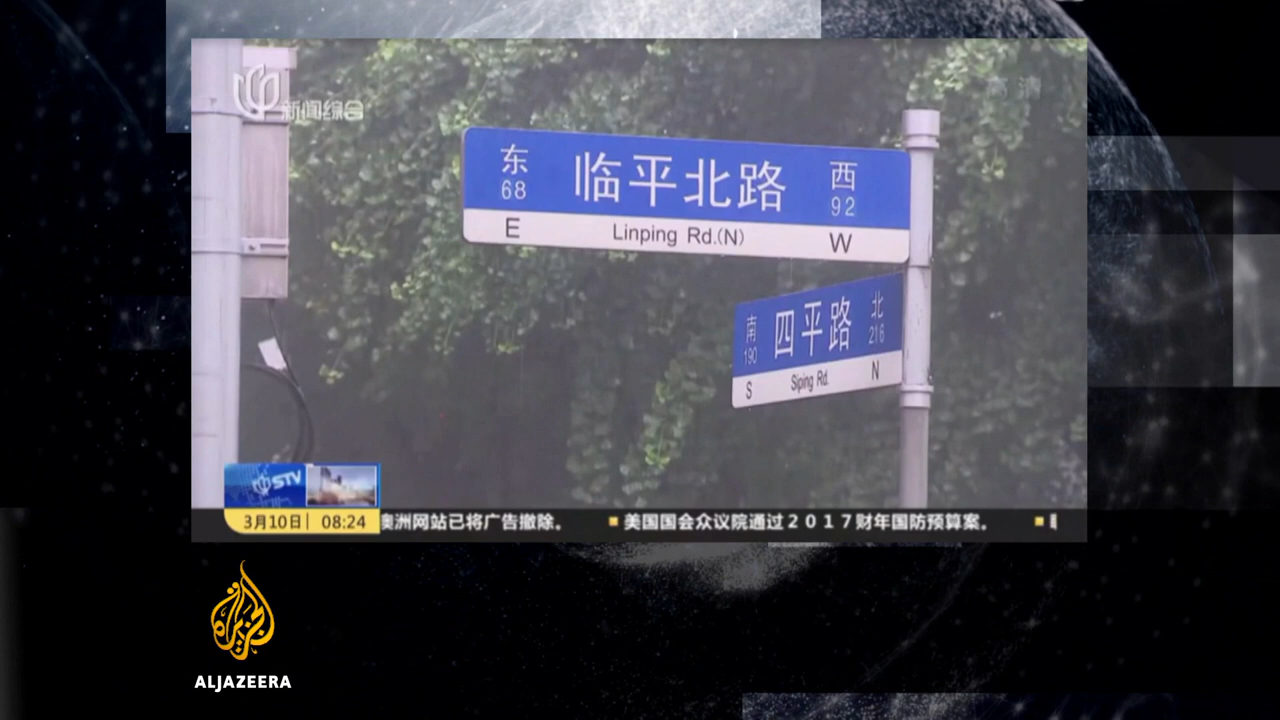 新闻综合
高清
东 临平北路 西
68 92
E Linping Rd.(N) W
南 四平路 北
190 216
S Siping Rd. N
STV
3月10日 08:24 澳洲网站已将广告撤除。 ■ 美国国会众议院通过2017财年国防预算案。 ■
الجزيرة
ALJAZEERA